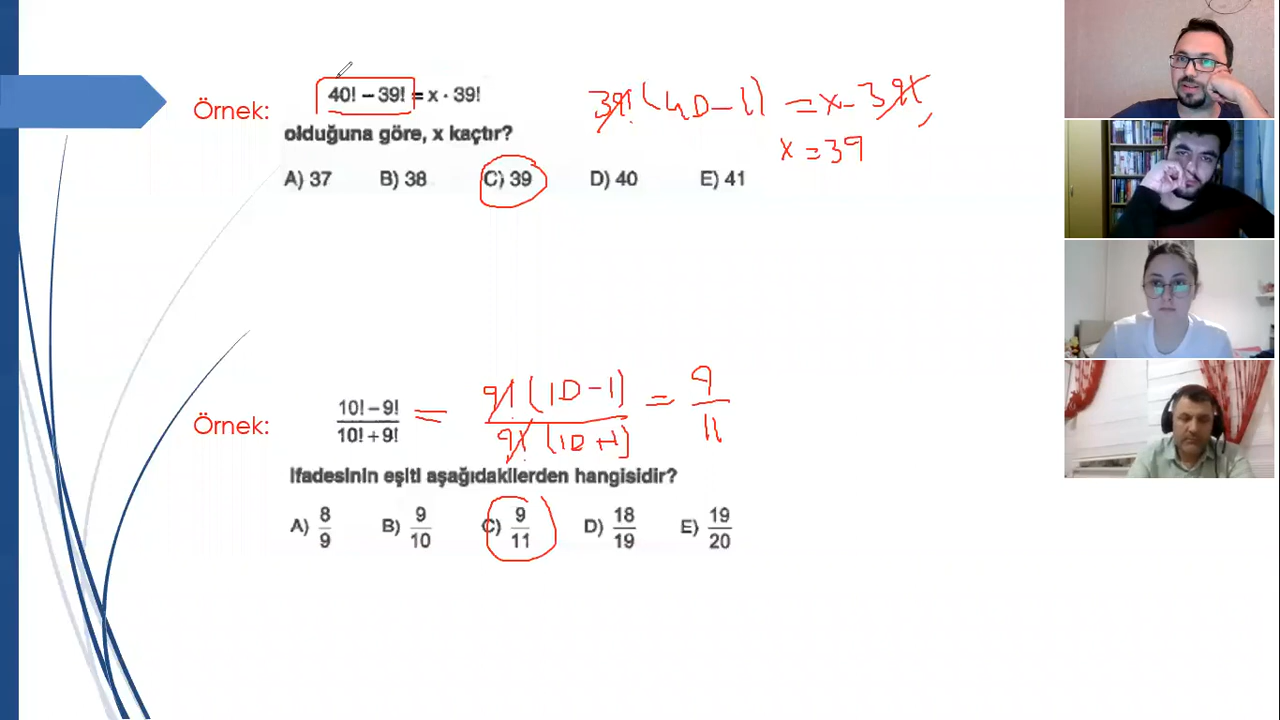 Örnek: 40! – 39! = x · 39!
39! (40 – 1) = x – 39!
olduğuna göre, x kaçtır?
x = 39
A) 37 B) 38 C) 39 D) 40 E) 41
Örnek: 10! – 9! / 10! + 9! = 9! (10 – 1) / 9! (10 + 1) = 9 / 11
ifadesinin eşiti aşağıdakilerden hangisidir?
A) 8/9 B) 9/10 C) 9/11 D) 18/19 E) 19/20